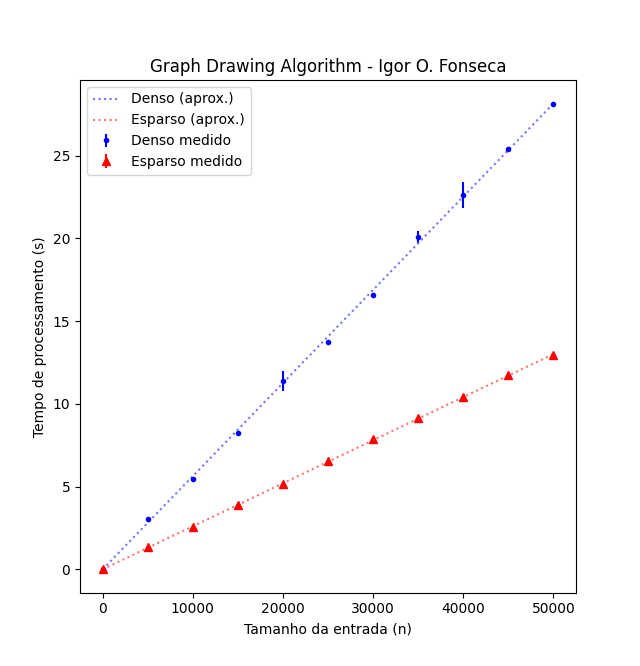 Graph Drawing Algorithm - Igor O. Fonseca
Denso (aprox.)
Esparso (aprox.)
Denso medido
Esparso medido
Tempo de processamento (s)
25
20
15
10
5
0
0 10000 20000 30000 40000 50000
Tamanho da entrada (n)